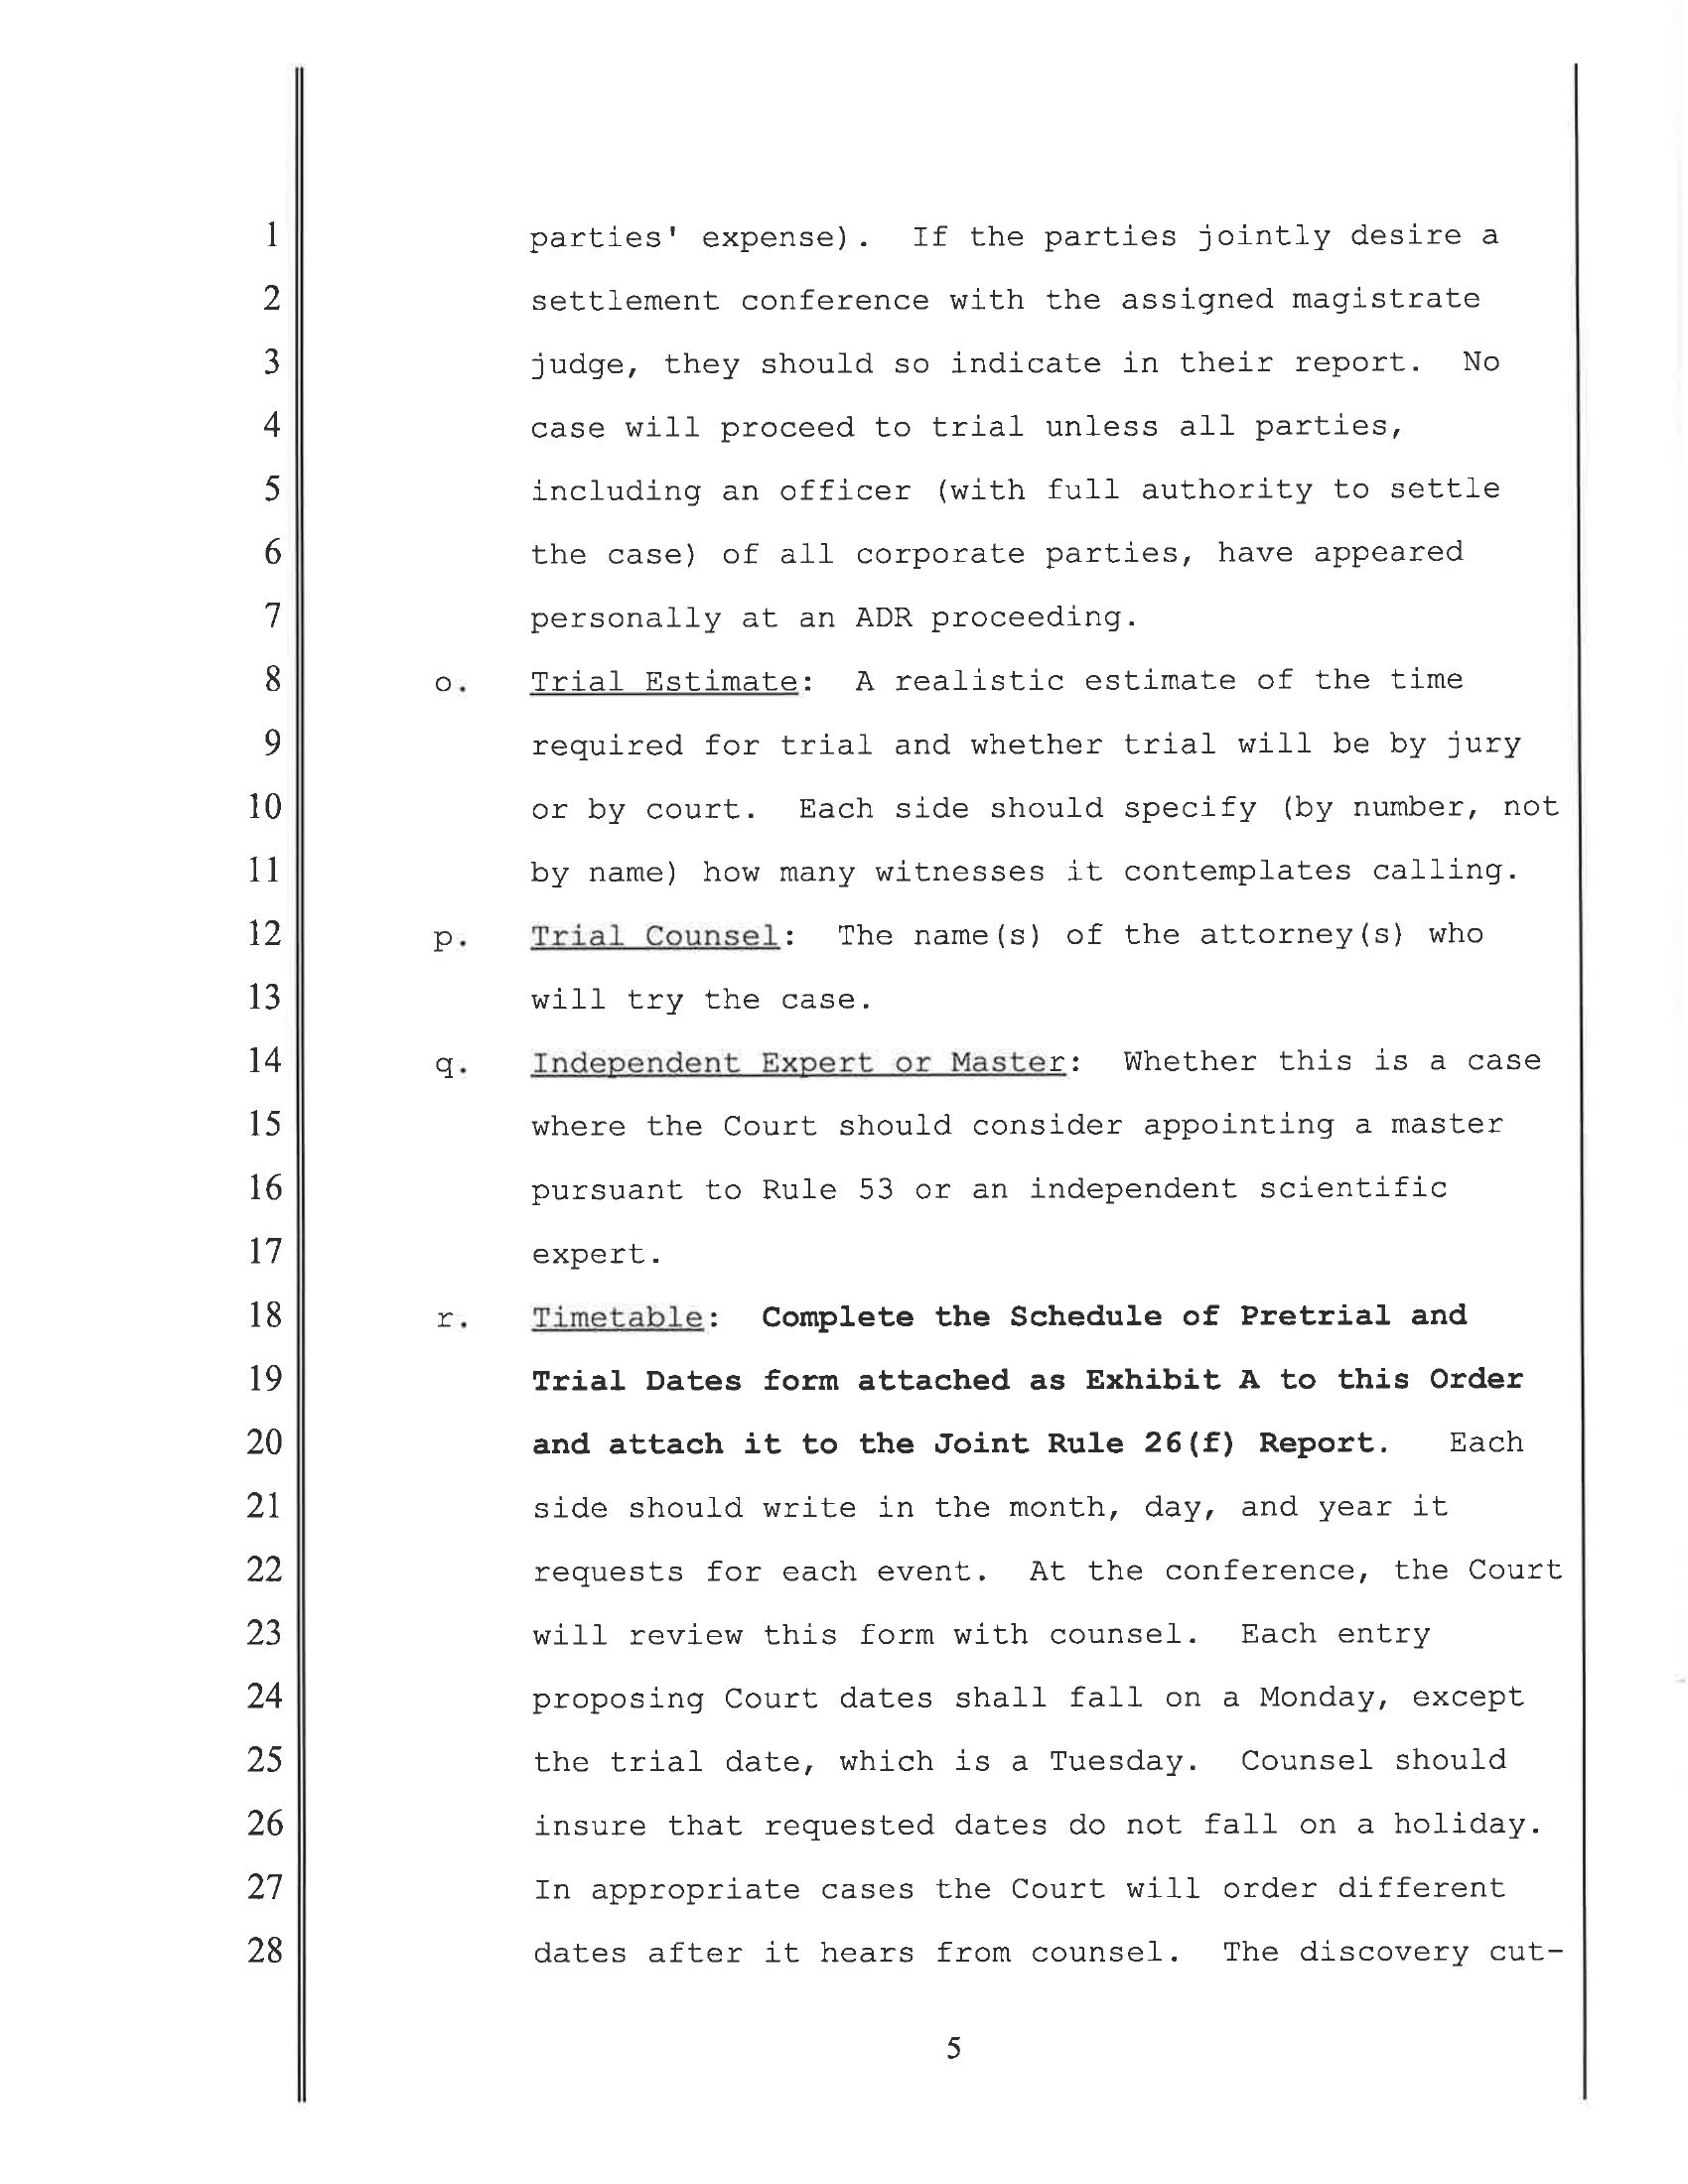 1 parties' expense). If the parties jointly desire a
2 settlement conference with the assigned magistrate
3 judge, they should so indicate in their report. No
4 case will proceed to trial unless all parties,
5 including an officer (with full authority to settle
6 the case) of all corporate parties, have appeared
7 personally at an ADR proceeding.
8 o. Trial Estimate: A realistic estimate of the time
9 required for trial and whether trial will be by jury
10 or by court. Each side should specify (by number, not
11 by name) how many witnesses it contemplates calling.
12 p. Trial Counsel: The name(s) of the attorney(s) who
13 will try the case.
14 q. Independent Expert or Master: Whether this is a case
15 where the Court should consider appointing a master
16 pursuant to Rule 53 or an independent scientific
17 expert.
18 r. Timetable: Complete the Schedule of Pretrial and
19 Trial Dates form attached as Exhibit A to this Order
20 and attach it to the Joint Rule 26(f) Report. Each
21 side should write in the month, day, and year it
22 requests for each event. At the conference, the Court
23 will review this form with counsel. Each entry
24 proposing Court dates shall fall on a Monday, except
25 the trial date, which is a Tuesday. Counsel should
26 insure that requested dates do not fall on a holiday.
27 In appropriate cases the Court will order different
28 dates after it hears from counsel. The discovery cut-
5